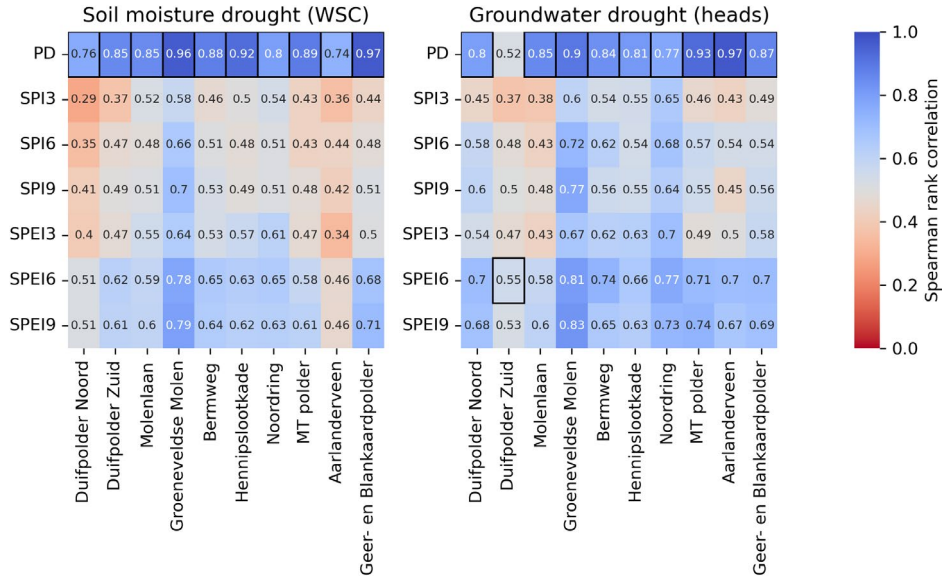 Soil moisture drought (WSC)
PD 0.76 0.85 0.85 0.96 0.88 0.92 0.8 0.89 0.74 0.97
SPI3 0.29 0.37 0.52 0.58 0.46 0.5 0.54 0.43 0.36 0.44
SPI6 0.35 0.47 0.48 0.66 0.51 0.48 0.51 0.43 0.44 0.48
SPI9 0.41 0.49 0.51 0.7 0.53 0.49 0.51 0.48 0.42 0.51
SPEI3 0.4 0.47 0.55 0.64 0.53 0.57 0.61 0.47 0.34 0.5
SPEI6 0.51 0.62 0.59 0.78 0.65 0.63 0.65 0.58 0.46 0.68
SPEI9 0.51 0.61 0.6 0.79 0.64 0.62 0.63 0.61 0.46 0.71
Duifpolder Noord
Duifpolder Zuid
Molenlaan
Groeneveldse Molen
Bermweg
Hennipslootkade
Noordring
MT polder
Aarlanderveen
Geer- en Blankaardpolder
Groundwater drought (heads)
PD 0.8 0.52 0.85 0.9 0.84 0.81 0.77 0.93 0.97 0.87
SPI3 0.45 0.37 0.38 0.6 0.54 0.55 0.65 0.46 0.43 0.49
SPI6 0.58 0.48 0.43 0.72 0.62 0.54 0.68 0.57 0.54 0.54
SPI9 0.6 0.5 0.48 0.77 0.56 0.55 0.64 0.55 0.45 0.56
SPEI3 0.54 0.47 0.43 0.67 0.63 0.63 0.7 0.49 0.5 0.58
SPEI6 0.7 0.55 0.58 0.81 0.74 0.66 0.77 0.71 0.7 0.7
SPEI9 0.68 0.53 0.6 0.83 0.65 0.63 0.73 0.74 0.67 0.69
Duifpolder Noord
Duifpolder Zuid
Molenlaan
Groeneveldse Molen
Bermweg
Hennipslootkade
Noordring
MT polder
Aarlanderveen
Geer- en Blankaardpolder
1.0
0.8
0.6
0.4
0.2
0.0
Spearman rank correlation